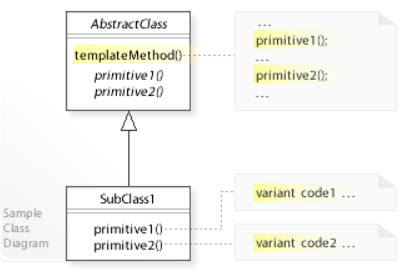 AbstractClass
templateMethod()
primitive1()
primitive2()
...
primitive1();
...
primitive2();
...
SubClass1
primitive1()
primitive2()
variant code1 ...
variant code2 ...
Sample
Class
Diagram